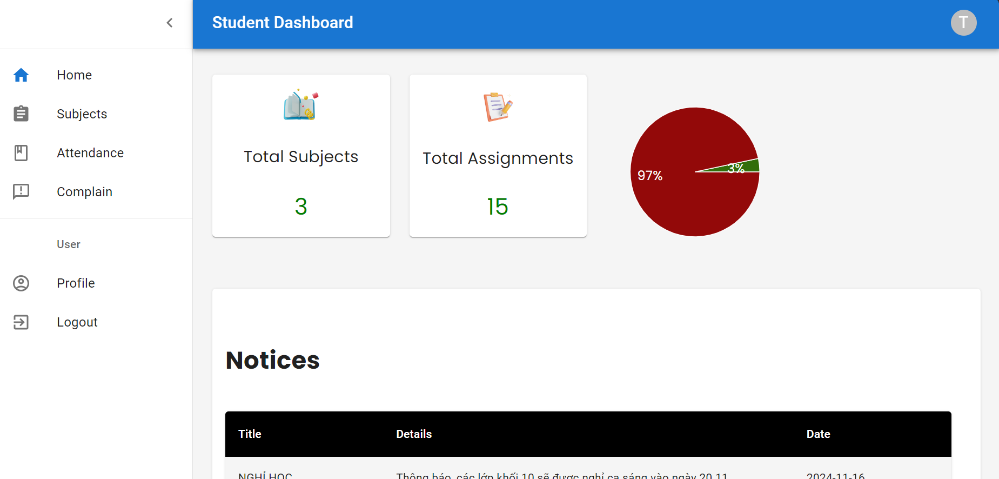 Student Dashboard
T
Home
Subjects
Attendance
Complain
User
Profile
Logout
Total Subjects
3
Total Assignments
15
97%
3%
Notices
Title Details Date
NGHỈ HỌC Thông báo, các lớp khối 10 sẽ được nghỉ ca sáng vào ngày 20.11 2024-11-16